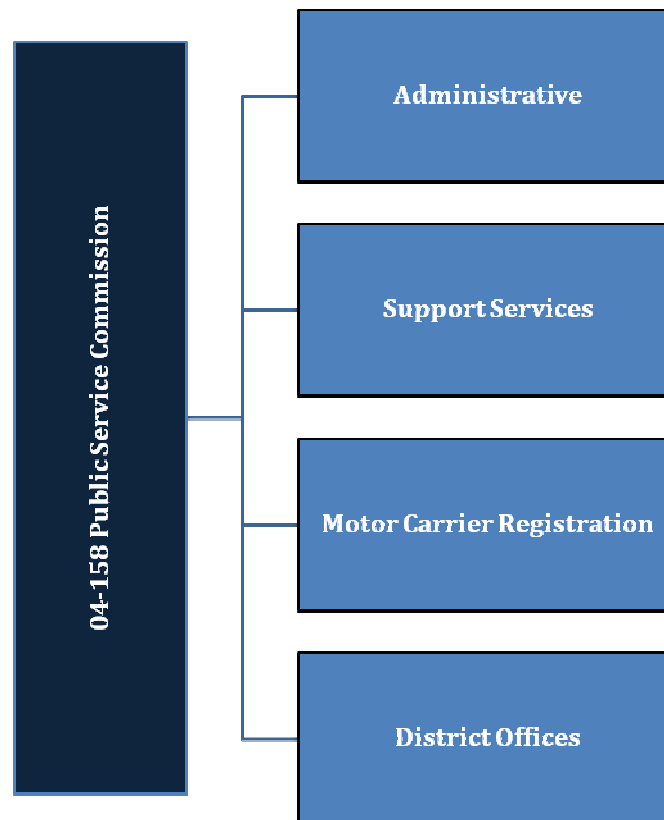 04-158 Public Service Commission
Administrative
Support Services
Motor Carrier Registration
District Offices